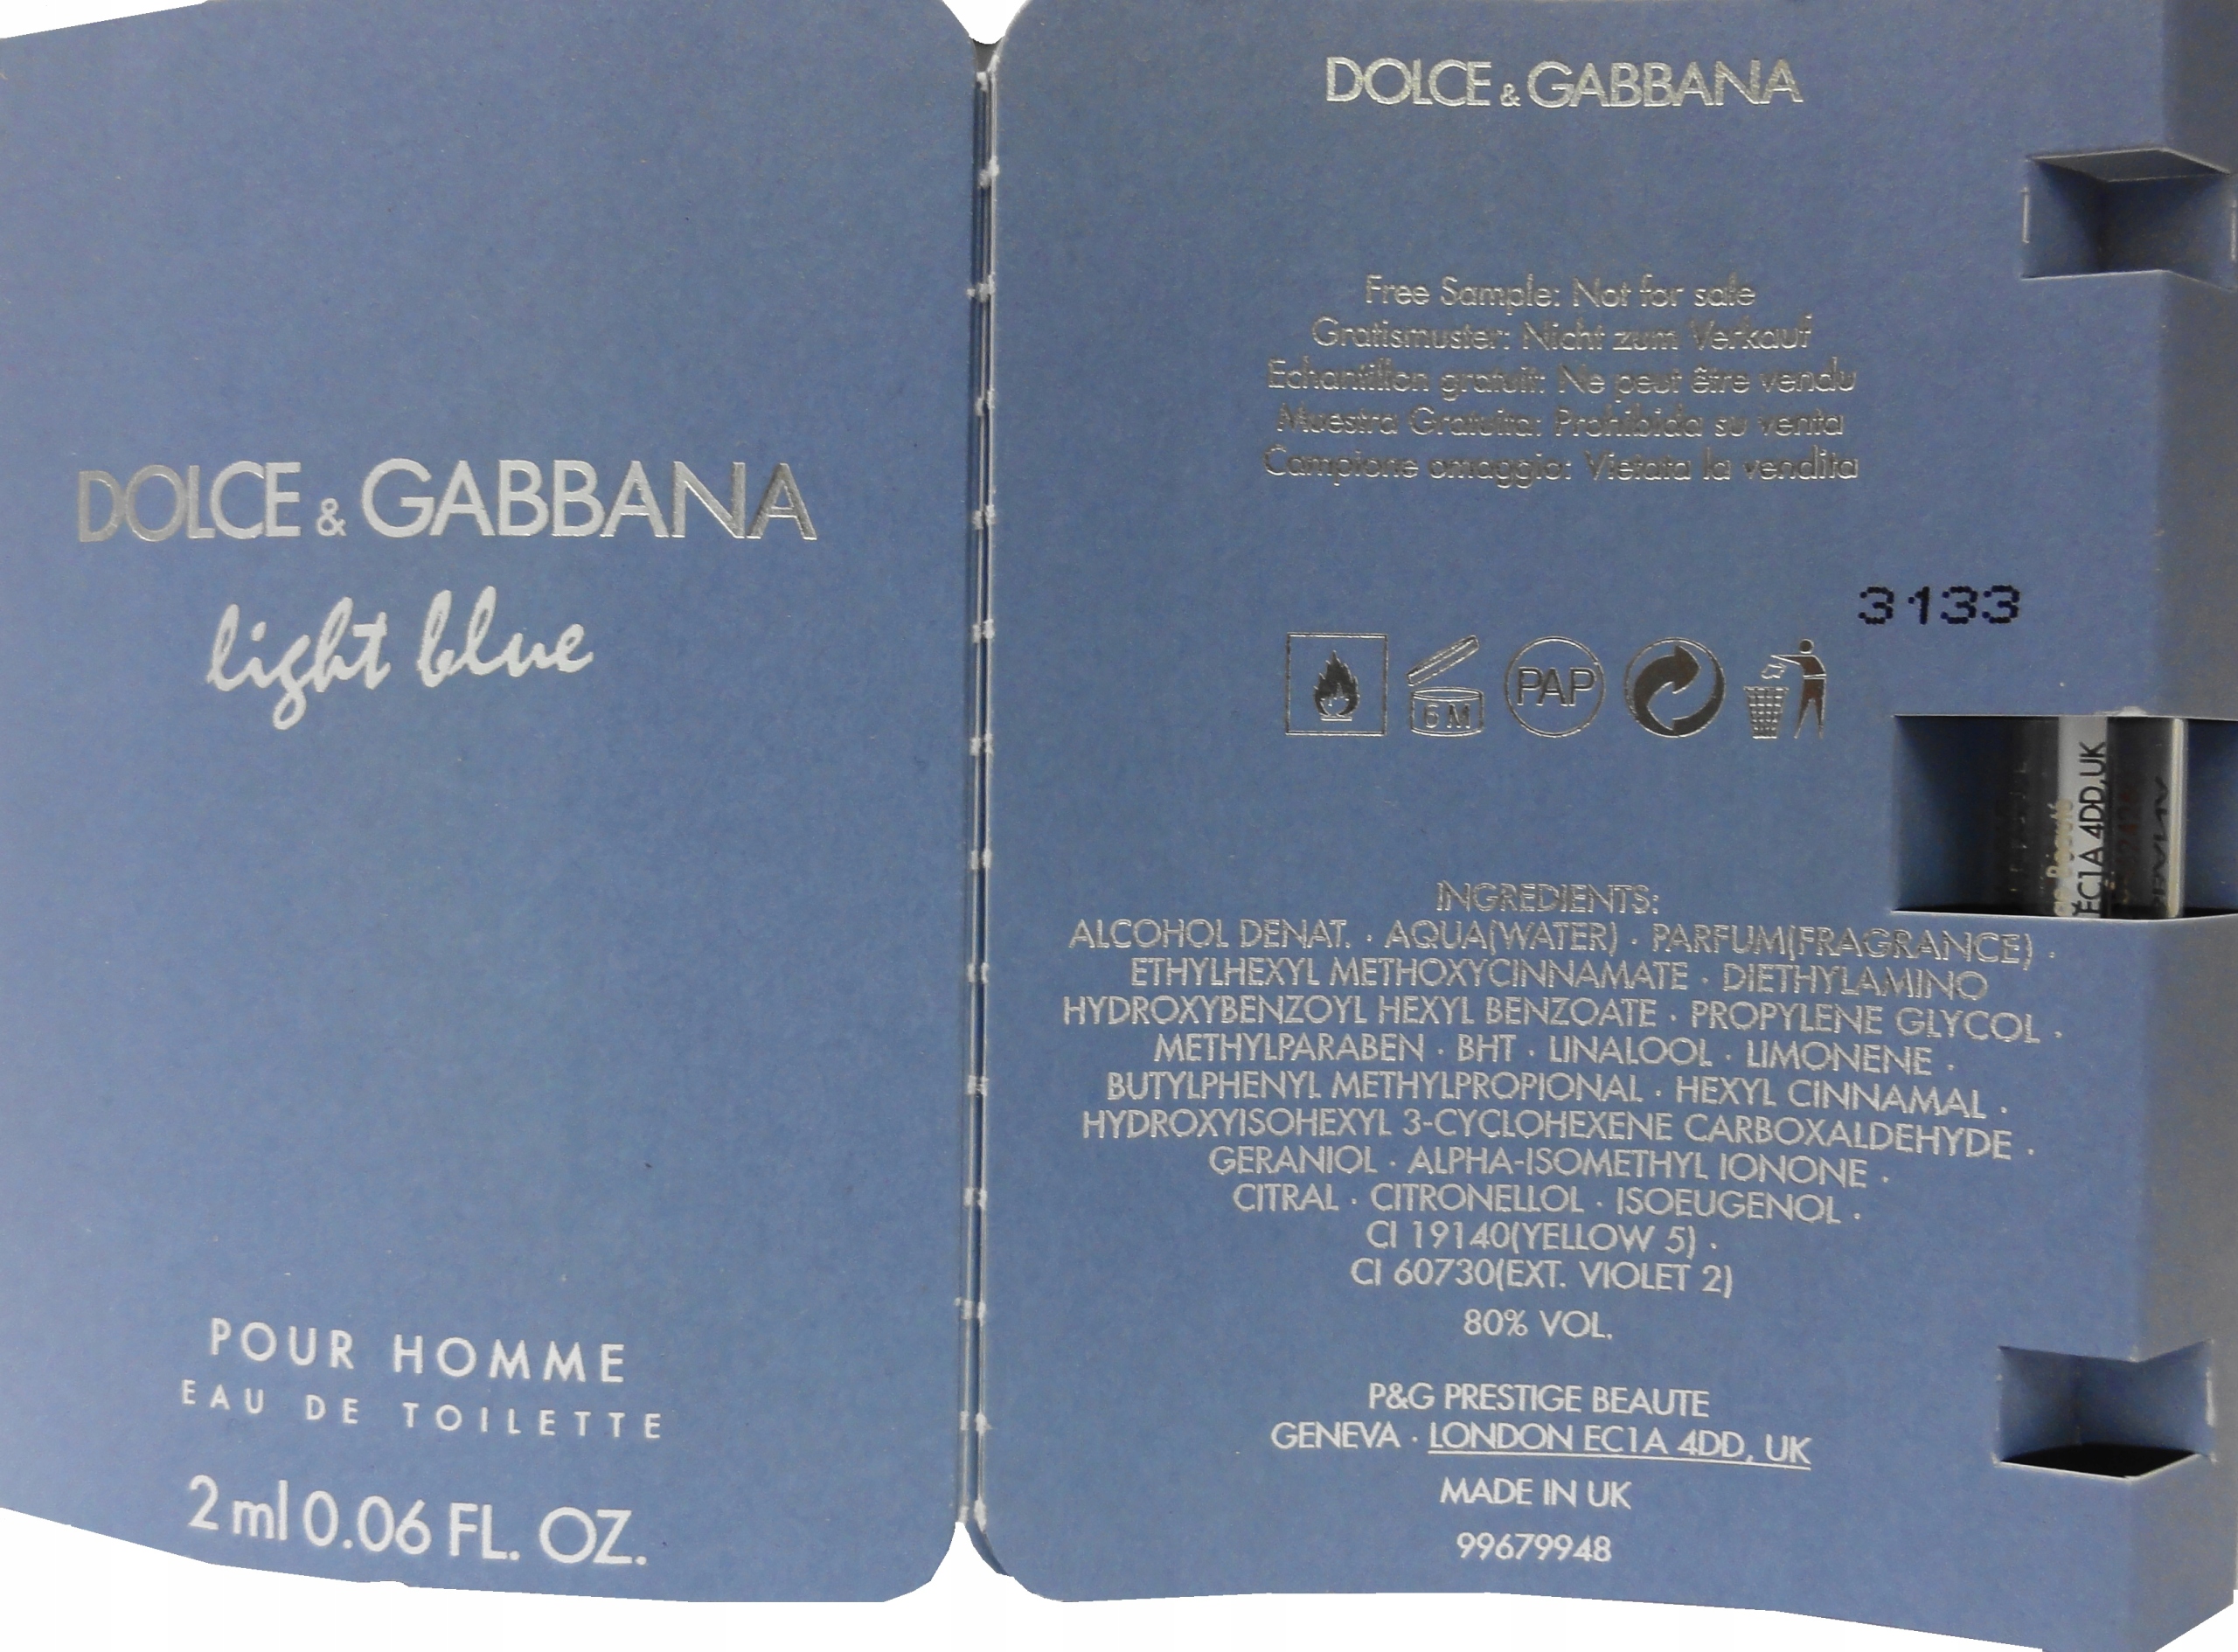 DOLCE & GABBANA
light blue
POUR HOMME
EAU DE TOILETTE
2 ml 0.06 FL. OZ.
DOLCE & GABBANA
Free Sample: Not for sale
Gratismuster: Nicht zum Verkauf
Echantillon gratuit: Ne peut être vendu
Muestra Gratuita: Prohibida su venta
Campione omaggio: Vietata la vendita
3133
6 M
PAP
EC1A 4DD,UK
INGREDIENTS:
ALCOHOL DENAT. · AQUA(WATER) · PARFUM(FRAGRANCE) ·
ETHYLHEXYL METHOXYCINNAMATE · DIETHYLAMINO
HYDROXYBENZOYL HEXYL BENZOATE · PROPYLENE GLYCOL ·
METHYLPARABEN · BHT · LINALOOL · LIMONENE ·
BUTYLPHENYL METHYLPROPIONAL · HEXYL CINNAMAL ·
HYDROXYISOHEXYL 3-CYCLOHEXENE CARBOXALDEHYDE ·
GERANIOL · ALPHA-ISOMETHYL IONONE ·
CITRAL · CITRONELLOL · ISOEUGENOL ·
CI 19140(YELLOW 5) ·
CI 60730(EXT. VIOLET 2)
80% VOL.
P&G PRESTIGE BEAUTE
GENEVA · LONDON EC1A 4DD, UK
MADE IN UK
99679948